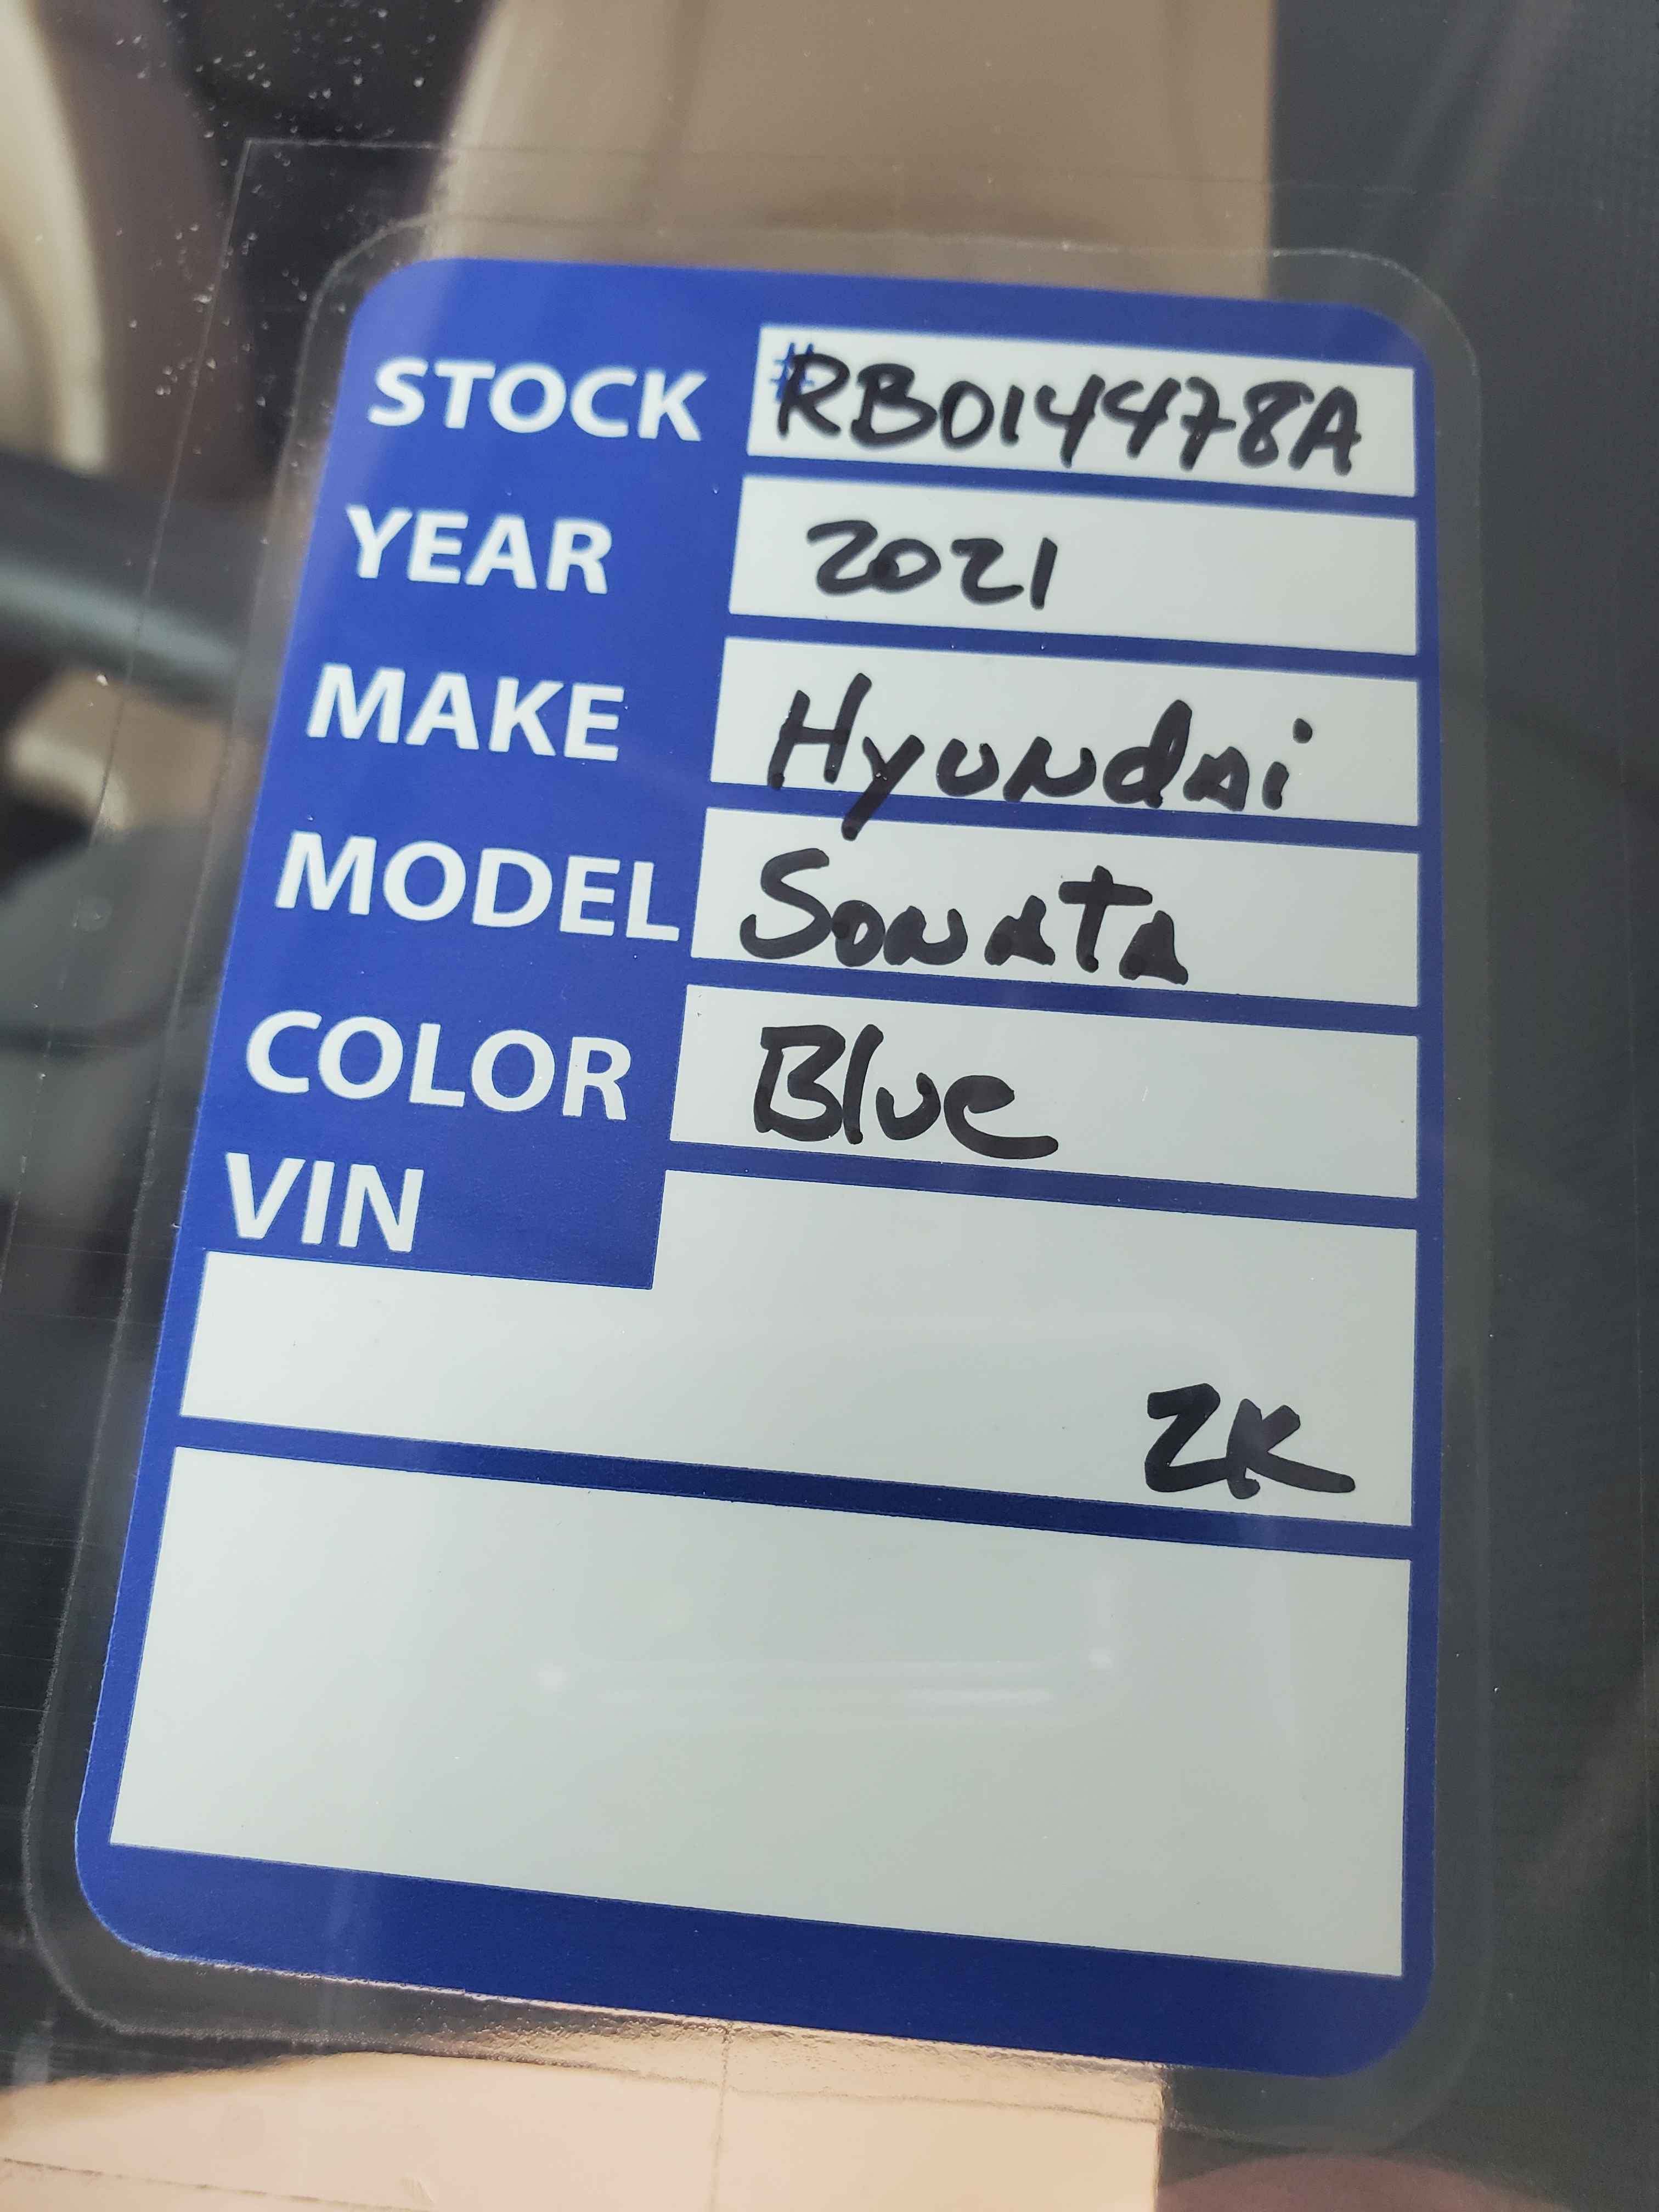 STOCK #RB014478A
YEAR 2021
MAKE Hyundai
MODEL Sonata
COLOR Blue
VIN
2K